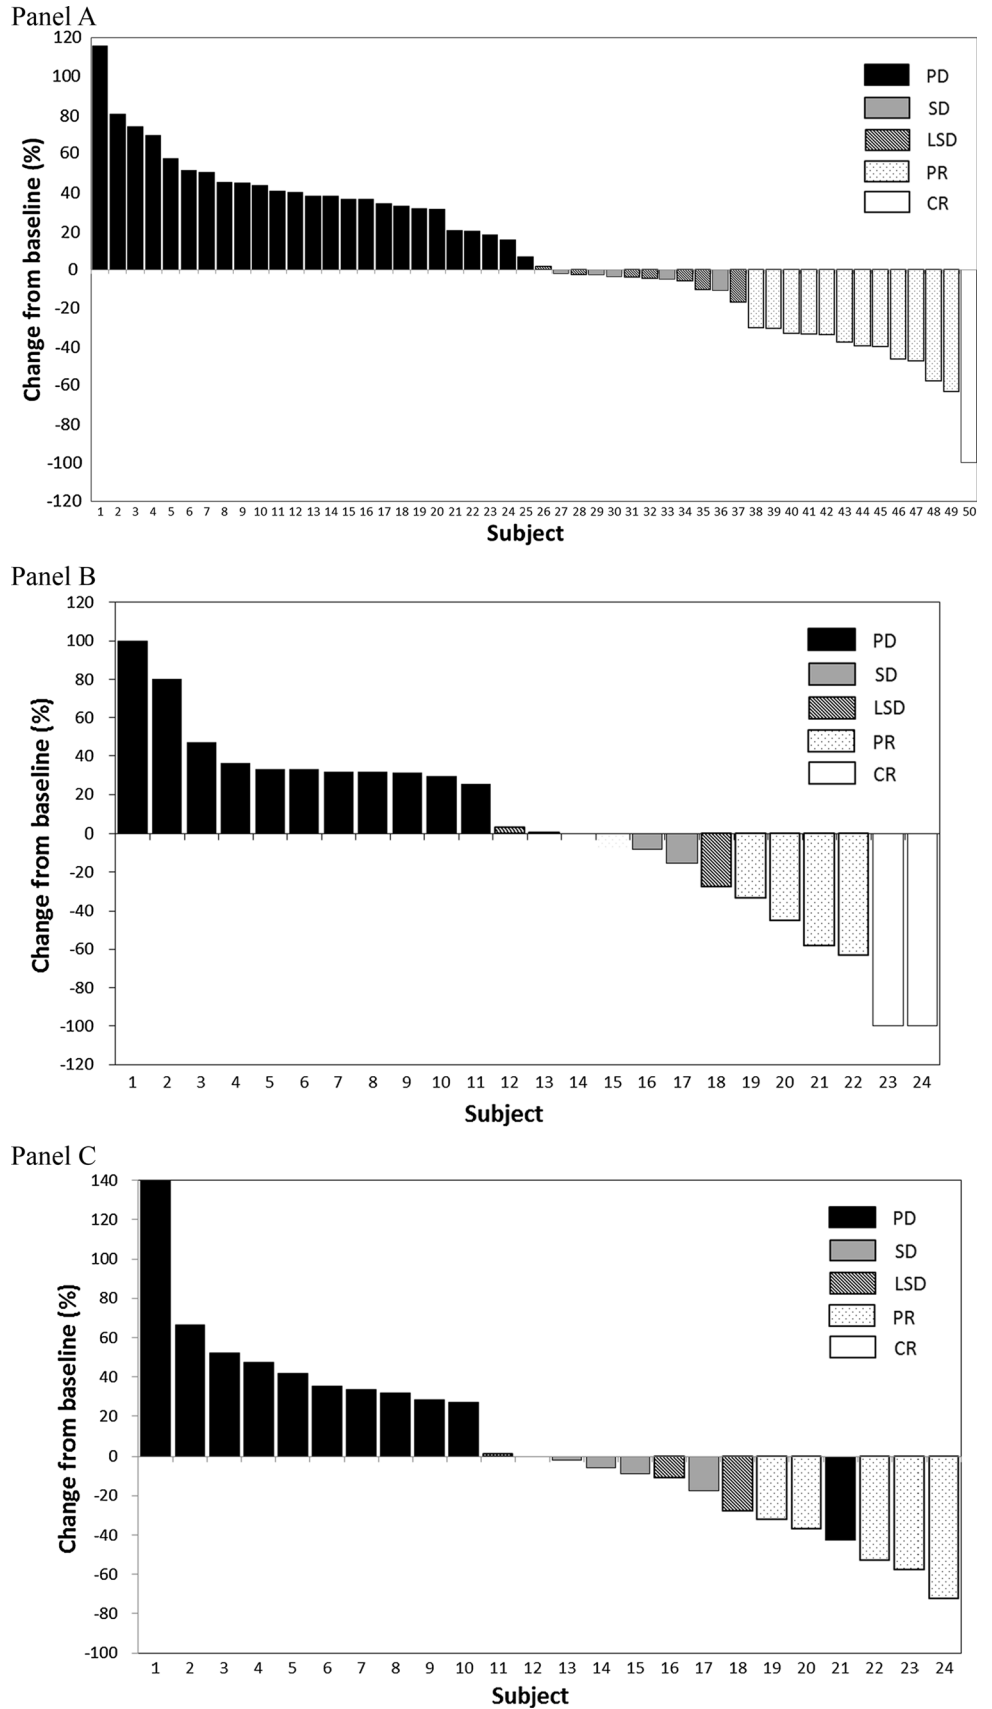 Panel A
Change from baseline (%)
120
100
80
60
40
20
0
-20
-40
-60
-80
-100
-120
PD
SD
LSD
PR
CR
1 2 3 4 5 6 7 8 9 10 11 12 13 14 15 16 17 18 19 20 21 22 23 24 25 26 27 28 29 30 31 32 33 34 35 36 37 38 39 40 41 42 43 44 45 46 47 48 49 50
Subject
Panel B
Change from baseline (%)
120
100
80
60
40
20
0
-20
-40
-60
-80
-100
-120
PD
SD
LSD
PR
CR
1 2 3 4 5 6 7 8 9 10 11 12 13 14 15 16 17 18 19 20 21 22 23 24
Subject
Panel C
Change from baseline (%)
140
120
100
80
60
40
20
0
-20
-40
-60
-80
-100
PD
SD
LSD
PR
CR
1 2 3 4 5 6 7 8 9 10 11 12 13 14 15 16 17 18 19 20 21 22 23 24
Subject